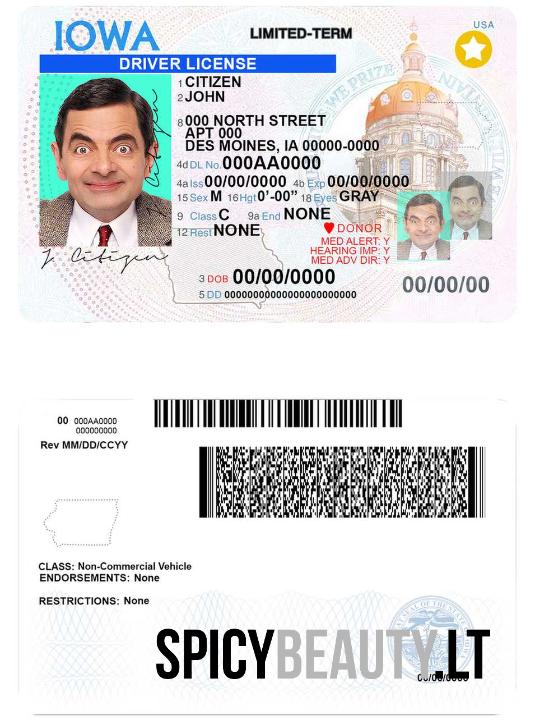 IOWA
LIMITED-TERM
USA
DRIVER LICENSE
1 CITIZEN
2 JOHN
8 000 NORTH STREET
APT 000
DES MOINES, IA 00000-0000
4d DL No. 000AA0000
4a Iss 00/00/0000 4b Exp 00/00/0000
15 Sex M 16 Hgt 0'-00" 18 Eyes GRAY
9 Class C 9a End NONE
12 Rest NONE
DONOR
MED ALERT: Y
HEARING IMP: Y
MED ADV DIR: Y
J. Citizen
3 DOB 00/00/0000
00/00/00
5 DD 0000000000000000000000
00 000AA0000
000000000
Rev MM/DD/CCYY
CLASS: Non-Commercial Vehicle
ENDORSEMENTS: None
RESTRICTIONS: None
SPICYBEAUTY.LT